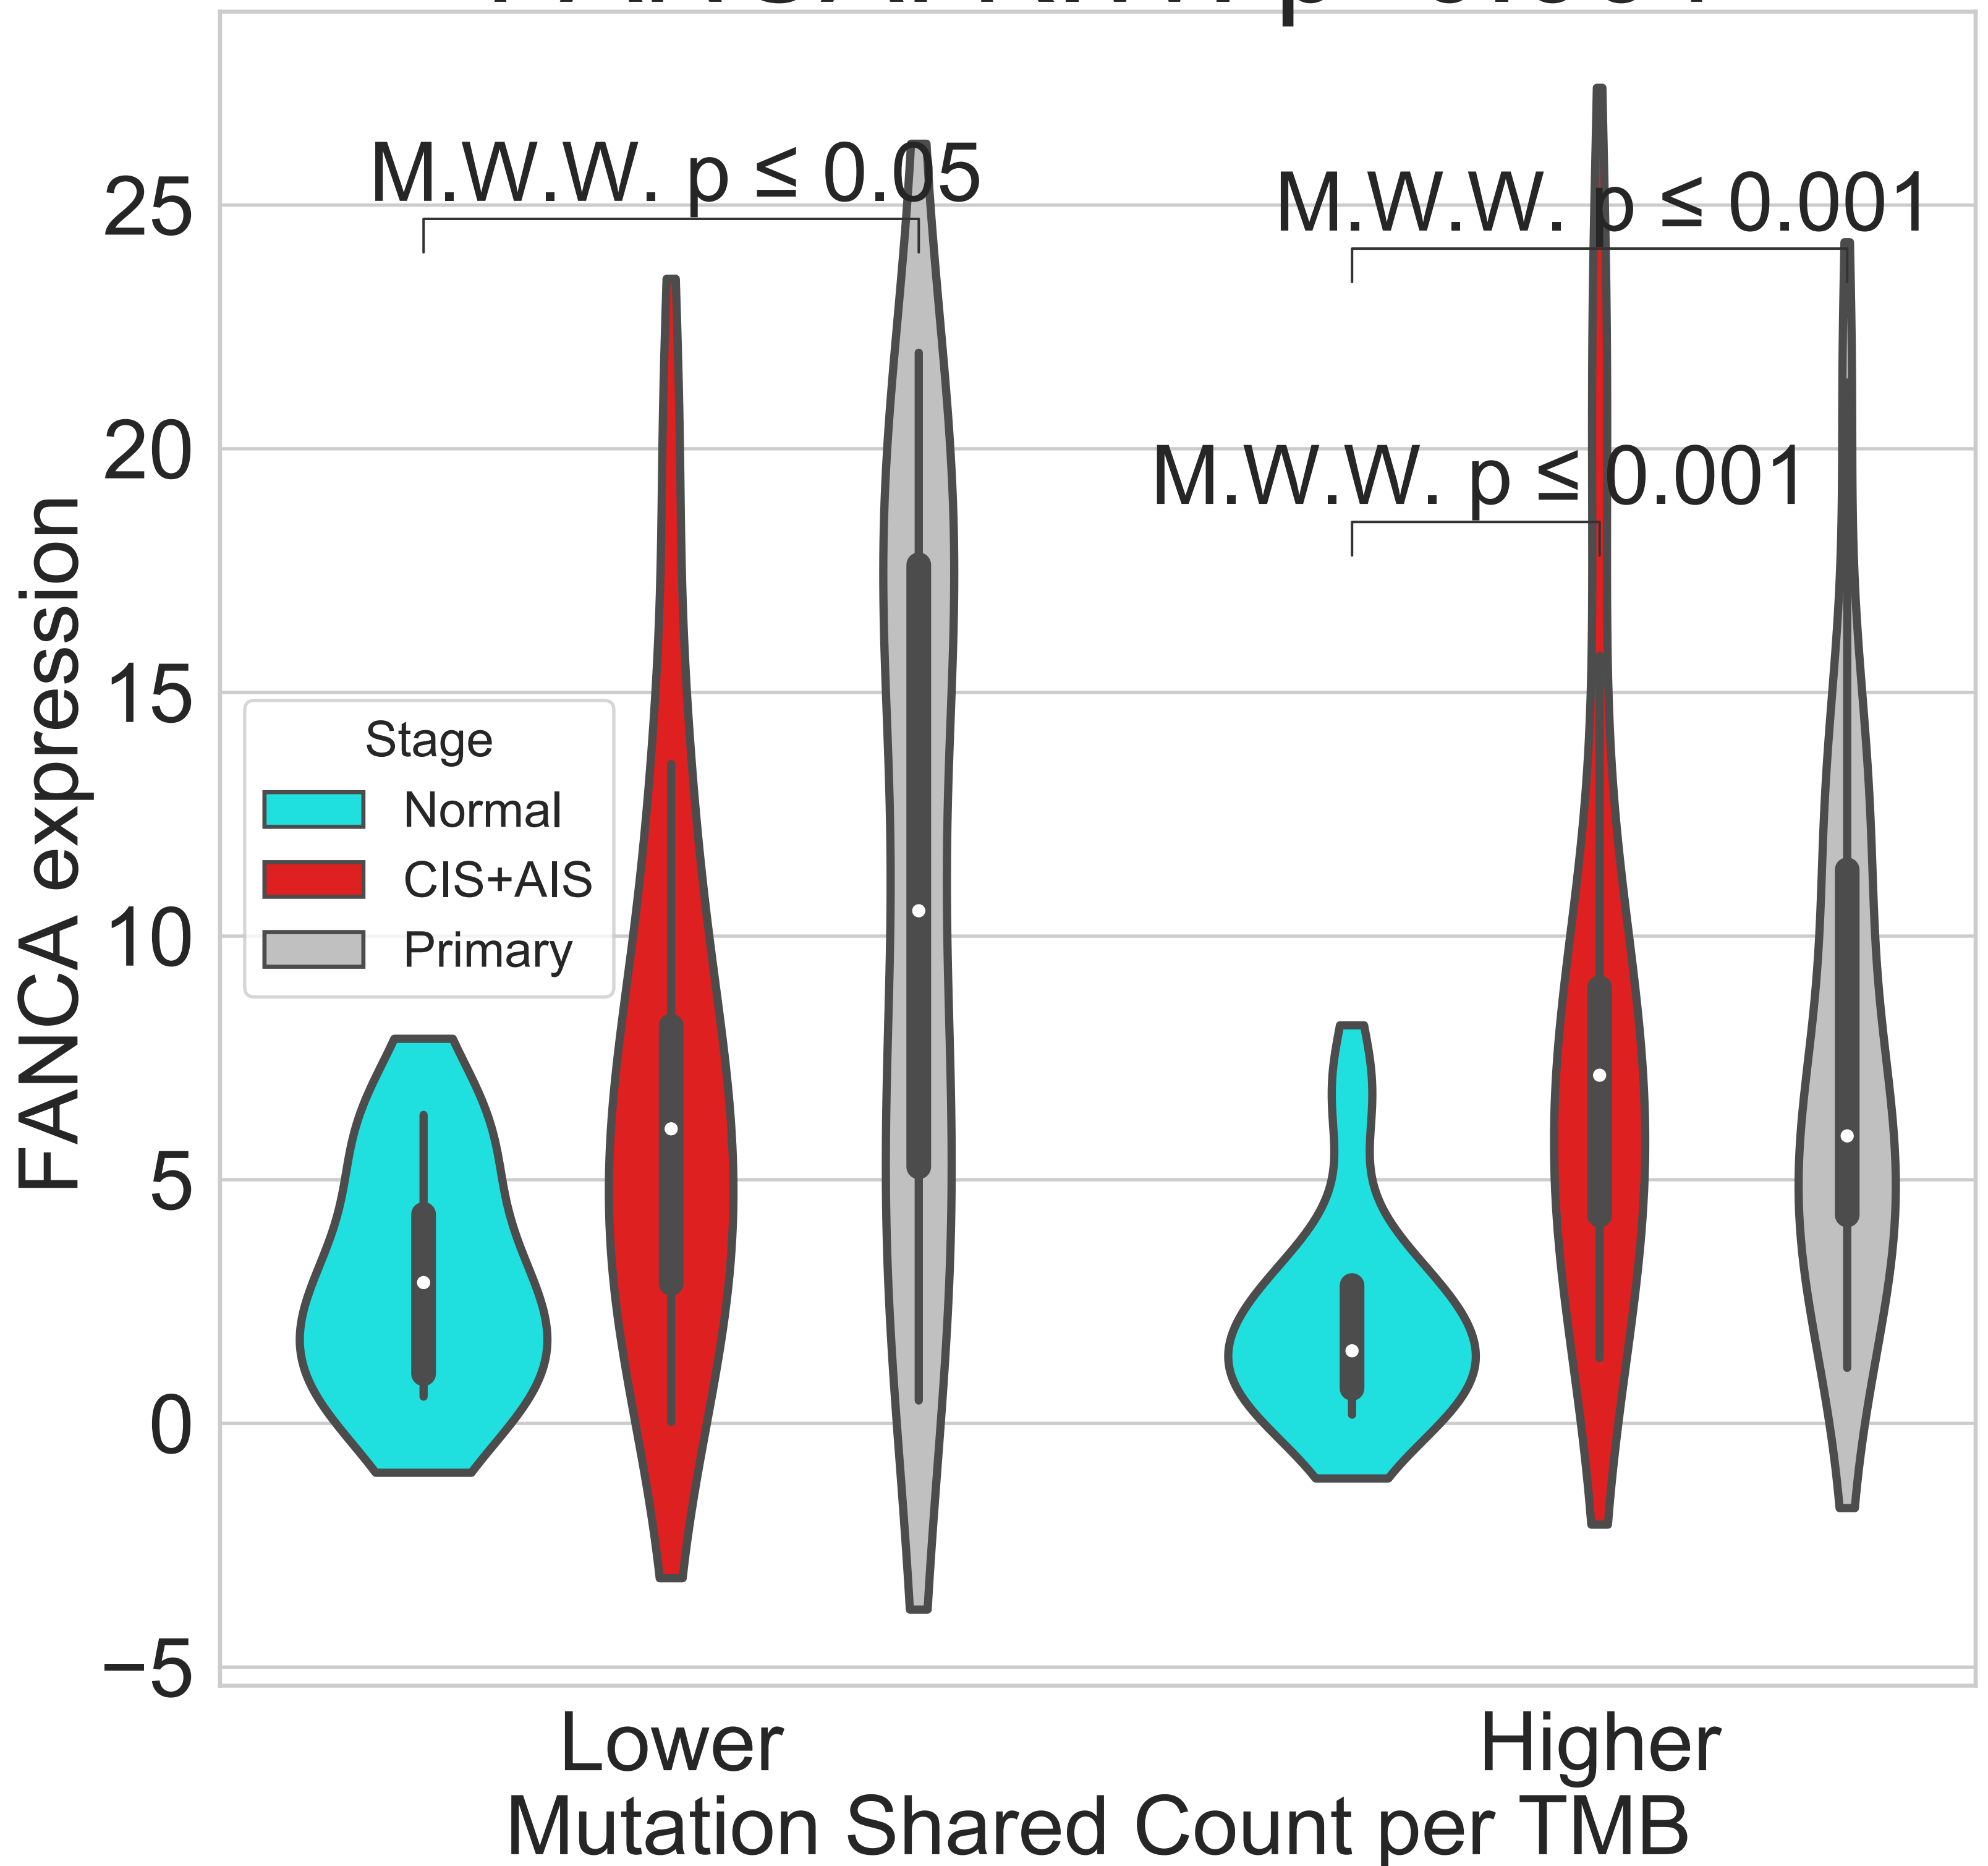 M.W.W. p ≤ 0.05
M.W.W. p ≤ 0.001
M.W.W. p ≤ 0.001
FANCA expression
25
20
15
10
5
0
−5
Stage
Normal
CIS+AIS
Primary
Lower
Higher
Mutation Shared Count per TMB